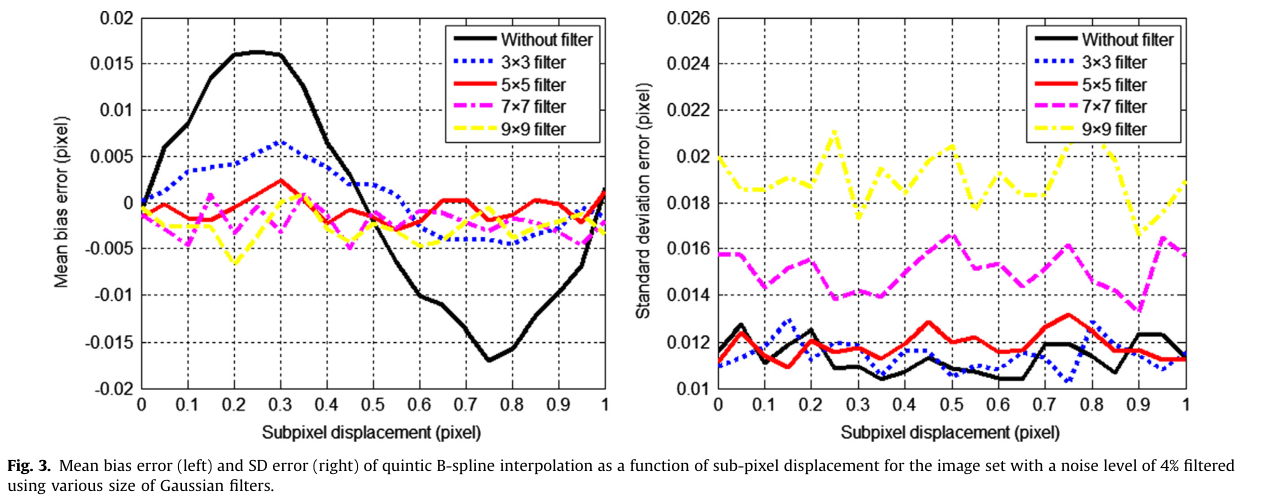 0.02
0.015
0.01
0.005
0
-0.005
-0.01
-0.015
-0.02
Mean bias error (pixel)
0 0.1 0.2 0.3 0.4 0.5 0.6 0.7 0.8 0.9 1
Subpixel displacement (pixel)
Without filter
3×3 filter
5×5 filter
7×7 filter
9×9 filter
0.026
0.024
0.022
0.02
0.018
0.016
0.014
0.012
0.01
Standard deviation error (pixel)
0 0.1 0.2 0.3 0.4 0.5 0.6 0.7 0.8 0.9 1
Subpixel displacement (pixel)
Without filter
3×3 filter
5×5 filter
7×7 filter
9×9 filter
Fig. 3. Mean bias error (left) and SD error (right) of quintic B-spline interpolation as a function of sub-pixel displacement for the image set with a noise level of 4% filtered
using various size of Gaussian filters.